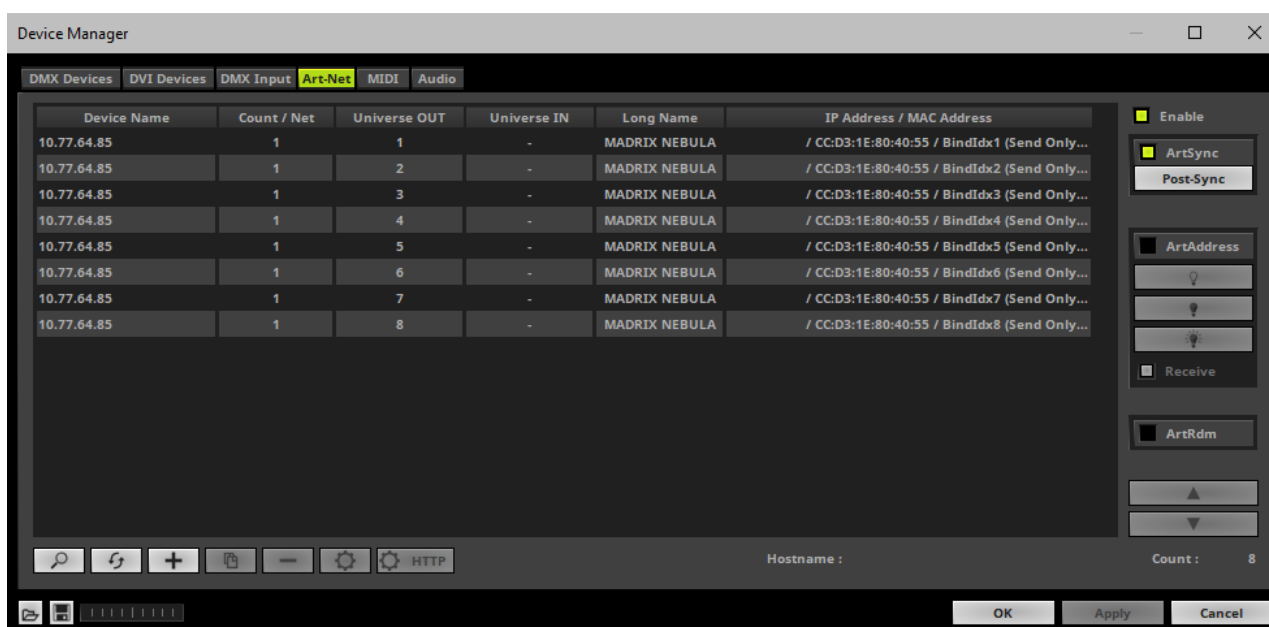 Device Manager
DMX Devices DVI Devices DMX Input Art-Net MIDI Audio
Device Name Count / Net Universe OUT Universe IN Long Name IP Address / MAC Address
10.77.64.85 1 1 - MADRIX NEBULA / CC:D3:1E:80:40:55 / BindIdx1 (Send Only...
10.77.64.85 1 2 - MADRIX NEBULA / CC:D3:1E:80:40:55 / BindIdx2 (Send Only...
10.77.64.85 1 3 - MADRIX NEBULA / CC:D3:1E:80:40:55 / BindIdx3 (Send Only...
10.77.64.85 1 4 - MADRIX NEBULA / CC:D3:1E:80:40:55 / BindIdx4 (Send Only...
10.77.64.85 1 5 - MADRIX NEBULA / CC:D3:1E:80:40:55 / BindIdx5 (Send Only...
10.77.64.85 1 6 - MADRIX NEBULA / CC:D3:1E:80:40:55 / BindIdx6 (Send Only...
10.77.64.85 1 7 - MADRIX NEBULA / CC:D3:1E:80:40:55 / BindIdx7 (Send Only...
10.77.64.85 1 8 - MADRIX NEBULA / CC:D3:1E:80:40:55 / BindIdx8 (Send Only...
Enable
ArtSync
Post-Sync
ArtAddress
Receive
ArtRdm
HTTP
Hostname :
Count : 8
OK Apply Cancel